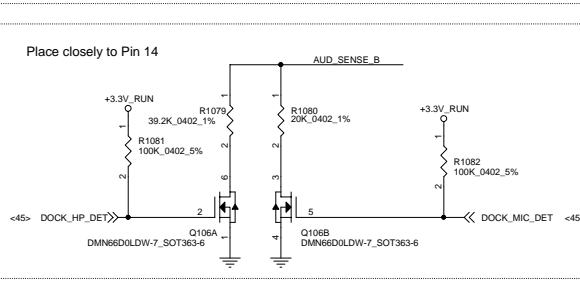 Place closely to Pin 14
AUD_SENSE_B
+3.3V_RUN
1
R1081
100K_0402_5%
2
1
R1079
39.2K_0402_1%
2
1
R1080
20K_0402_1%
2
+3.3V_RUN
1
R1082
100K_0402_5%
2
6
3
<45> DOCK_HP_DET
2
5
DOCK_MIC_DET <45
1
4
Q106A
DMN66D0LDW-7_SOT363-6
Q106B
DMN66D0LDW-7_SOT363-6